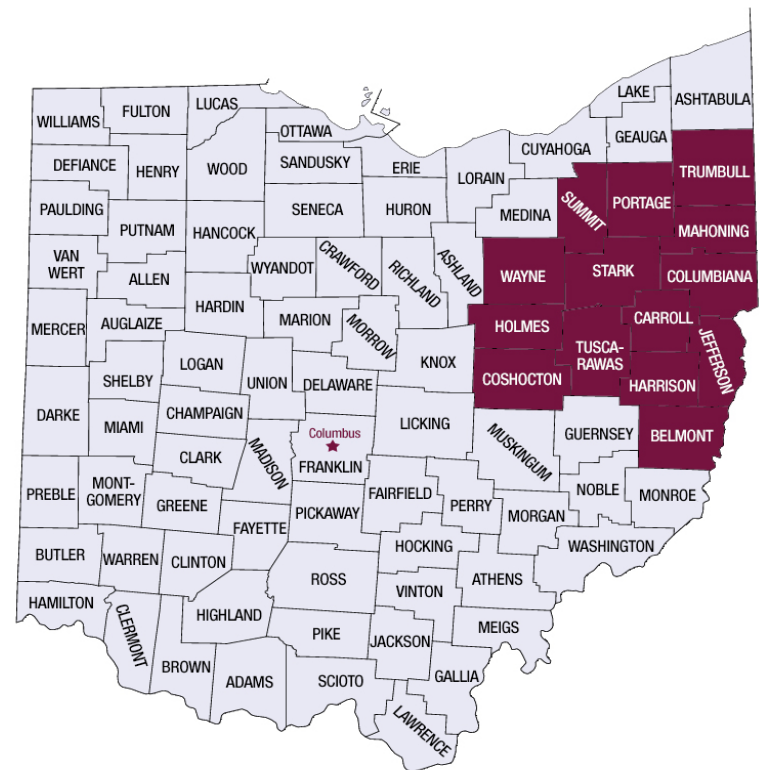 LAKE
ASHTABULA
LUCAS
FULTON
WILLIAMS
OTTAWA
GEAUGA
CUYAHOGA
SANDUSKY
DEFIANCE
WOOD
ERIE
HENRY
TRUMBULL
LORAIN
PORTAGE
SUMMIT
PAULDING
SENECA
HURON
MEDINA
PUTNAM
HANCOCK
MAHONING
VAN
WERT
WYANDOT
CRAWFORD
RICHLAND
ASHLAND
WAYNE
STARK
COLUMBIANA
ALLEN
HARDIN
MERCER
AUGLAIZE
MARION
MORROW
HOLMES
CARROLL
JEFFERSON
TUSCA-
RAWAS
KNOX
LOGAN
SHELBY
UNION
DELAWARE
COSHOCTON
HARRISON
DARKE
CHAMPAIGN
MIAMI
LICKING
Columbus
MUSKINGUM
GUERNSEY
BELMONT
CLARK
MADISON
FRANKLIN
PREBLE
MONT-
GOMERY
GREENE
FAIRFIELD
PERRY
NOBLE
MONROE
PICKAWAY
MORGAN
FAYETTE
BUTLER
WARREN
CLINTON
HOCKING
WASHINGTON
ROSS
ATHENS
VINTON
HAMILTON
CLERMONT
HIGHLAND
MEIGS
PIKE
JACKSON
BROWN
ADAMS
SCIOTO
GALLIA
LAWRENCE